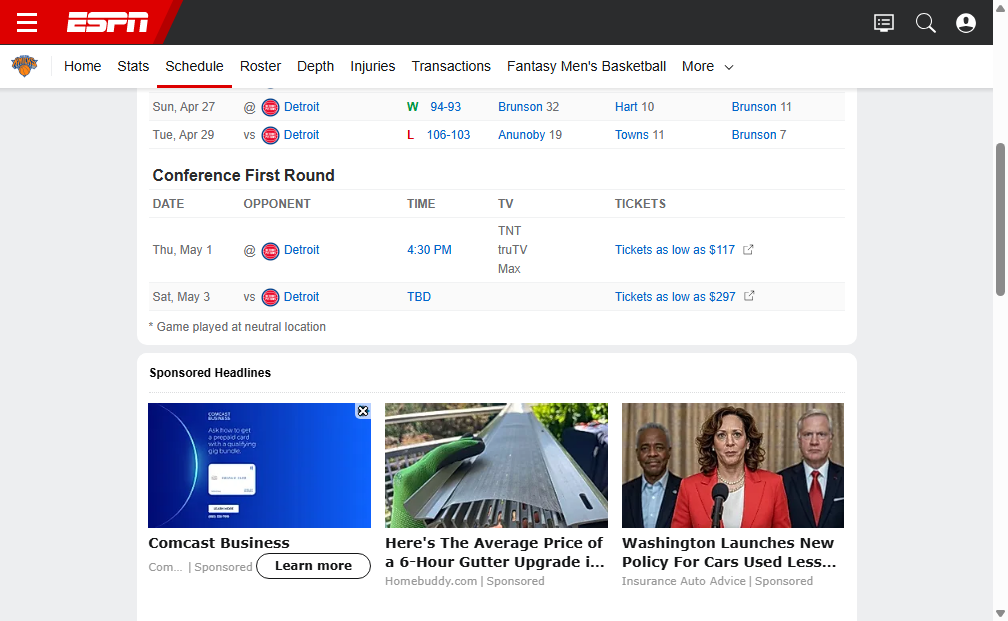 ESPN
Home Stats Schedule Roster Depth Injuries Transactions Fantasy Men's Basketball More
Sun, Apr 27 @ Detroit W 94-93 Brunson 32 Hart 10 Brunson 11
Tue, Apr 29 vs Detroit L 106-103 Anunoby 19 Towns 11 Brunson 7
Conference First Round
DATE OPPONENT TIME TV TICKETS
Thu, May 1 @ Detroit 4:30 PM TNT truTV Max Tickets as low as $117
Sat, May 3 vs Detroit TBD Tickets as low as $297
* Game played at neutral location
Sponsored Headlines
COMCAST
BUSINESS
Ask how to get
a prepaid card
with a qualifying
gig bundle.
LEARN MORE
Comcast Business
Com... | Sponsored
Learn more
Here's The Average Price of
a 6-Hour Gutter Upgrade i...
Homebuddy.com | Sponsored
Washington Launches New
Policy For Cars Used Less...
Insurance Auto Advice | Sponsored